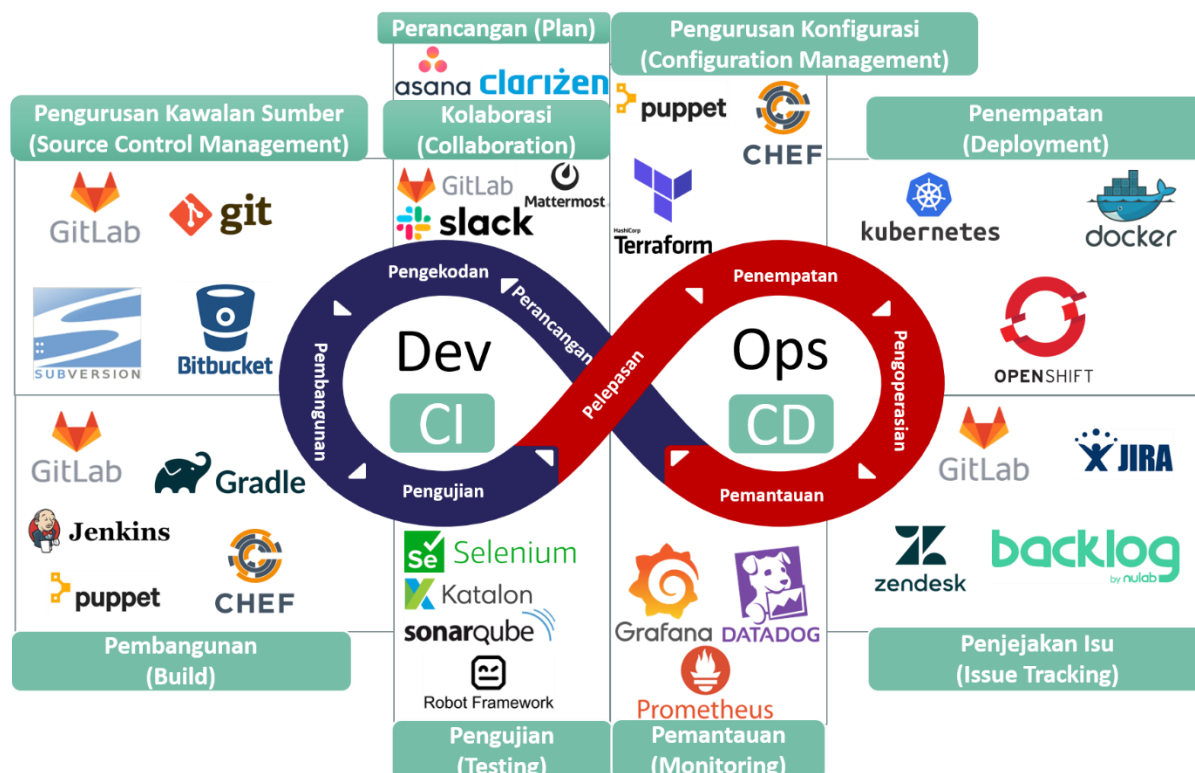 Perancangan (Plan)
asana clarizen
Kolaborasi
(Collaboration)
GitLab
Mattermost
slack
Pengurusan Konfigurasi
(Configuration Management)
puppet
CHEF
HashiCorp
Terraform
Pengurusan Kawalan Sumber
(Source Control Management)
GitLab
git
SUBVERSION
Bitbucket
Penempatan
(Deployment)
kubernetes
docker
OPENSHIFT
Pengekodan
Perancangan
Pembangunan
Pengujian
Dev
CI
Pelepasan
Penempatan
Pengoperasian
Pemantauan
Ops
CD
GitLab
Gradle
Jenkins
puppet
CHEF
Pembangunan
(Build)
Se Selenium
Katalon
sonarqube
Robot Framework
Pengujian
(Testing)
Grafana
DATADOG
Prometheus
Pemantauan
(Monitoring)
GitLab
JIRA
zendesk
backlog
by nulab
Penjejakan Isu
(Issue Tracking)